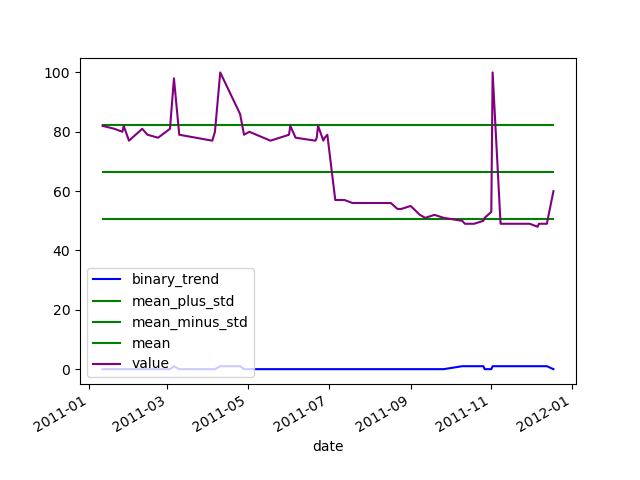 100
80
60
40
20
0
binary_trend
mean_plus_std
mean_minus_std
mean
value
2011-01
2011-03
2011-05
2011-07
2011-09
2011-11
2012-01
date